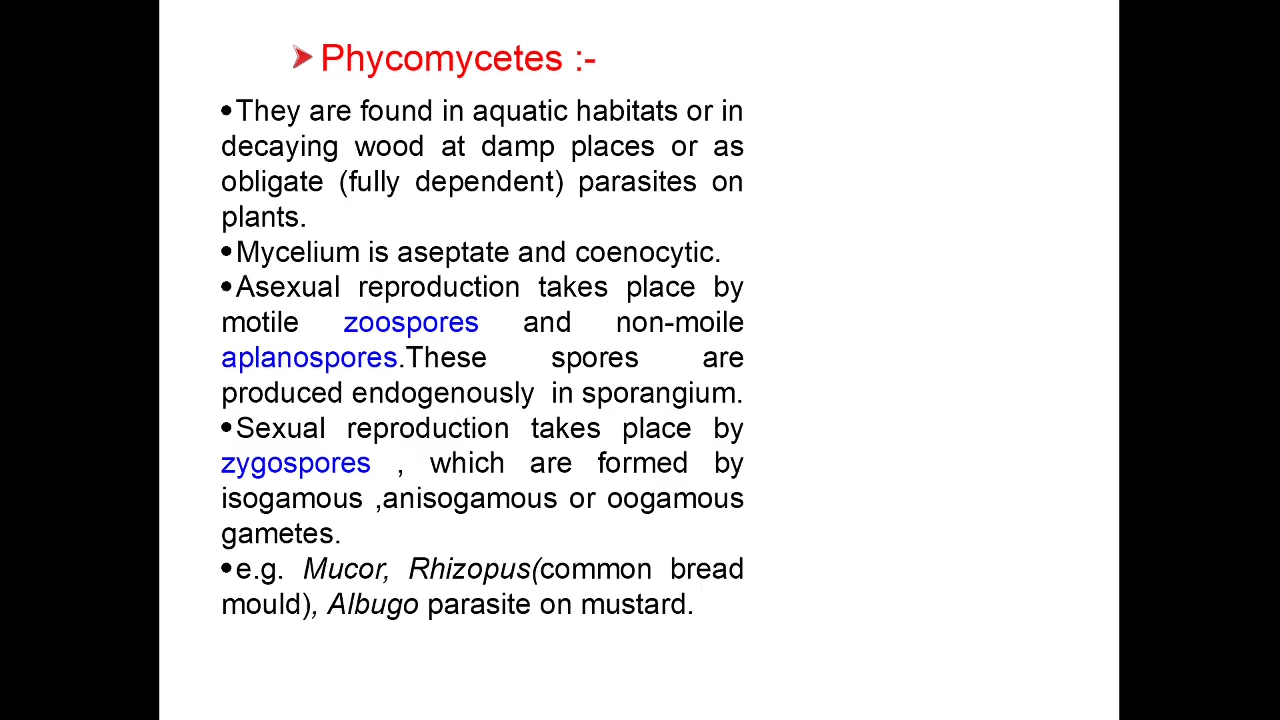 ➤Phycomycetes :-
•They are found in aquatic habitats or in
decaying wood at damp places or as
obligate (fully dependent) parasites on
plants.
•Mycelium is aseptate and coenocytic.
•Asexual reproduction takes place by
motile zoospores and non-moile
aplanospores.These spores are
produced endogenously in sporangium.
•Sexual reproduction takes place by
zygospores , which are formed by
isogamous ,anisogamous or oogamous
gametes.
•e.g. Mucor, Rhizopus(common bread
mould), Albugo parasite on mustard.